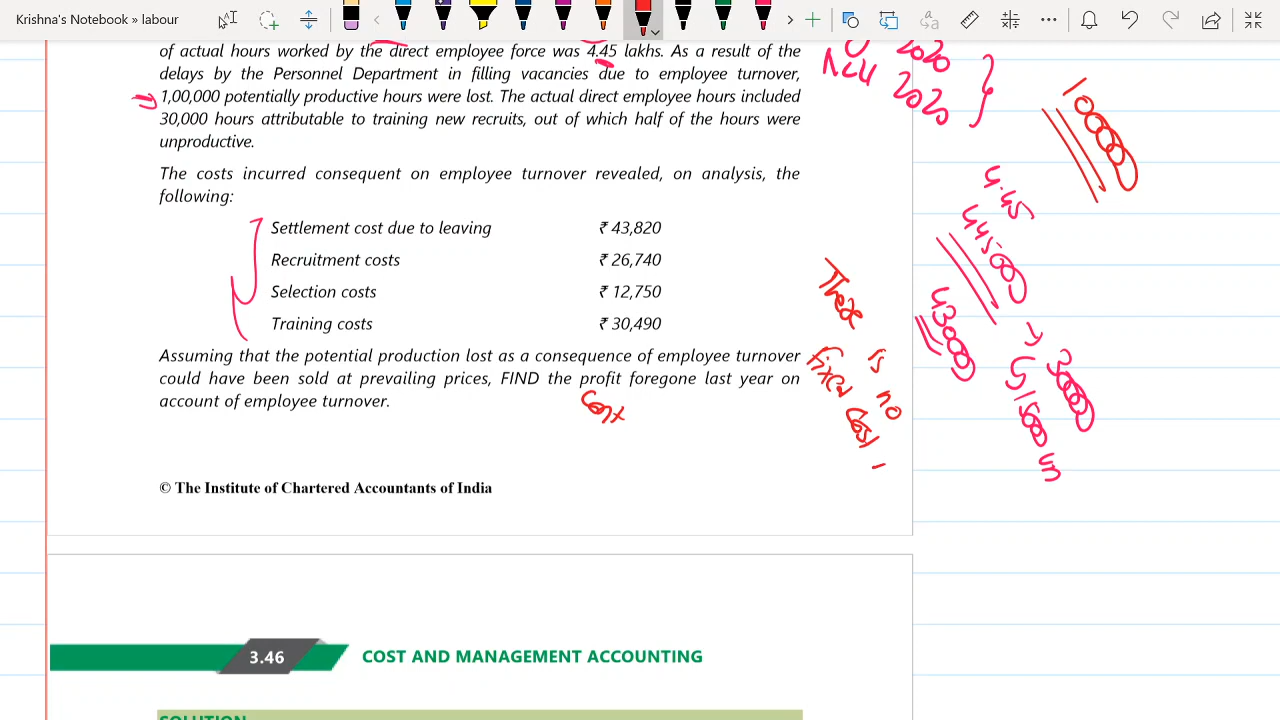 Krishna's Notebook » labour
of actual hours worked by the direct employee force was 4.45 lakhs. As a result of the
delays by the Personnel Department in filling vacancies due to employee turnover,
1,00,000 potentially productive hours were lost. The actual direct employee hours included
30,000 hours attributable to training new recruits, out of which half of the hours were
unproductive.
The costs incurred consequent on employee turnover revealed, on analysis, the
following:
Settlement cost due to leaving ₹ 43,820
Recruitment costs ₹ 26,740
Selection costs ₹ 12,750
Training costs ₹ 30,490
Assuming that the potential production lost as a consequence of employee turnover
could have been sold at prevailing prices, FIND the profit foregone last year on
account of employee turnover.
© The Institute of Chartered Accountants of India
3.46 COST AND MANAGEMENT ACCOUNTING
SOLUTION
2020
2020
100000
4.45
445000
430000
30000
15000 un
There
is no
fixed cost
cont